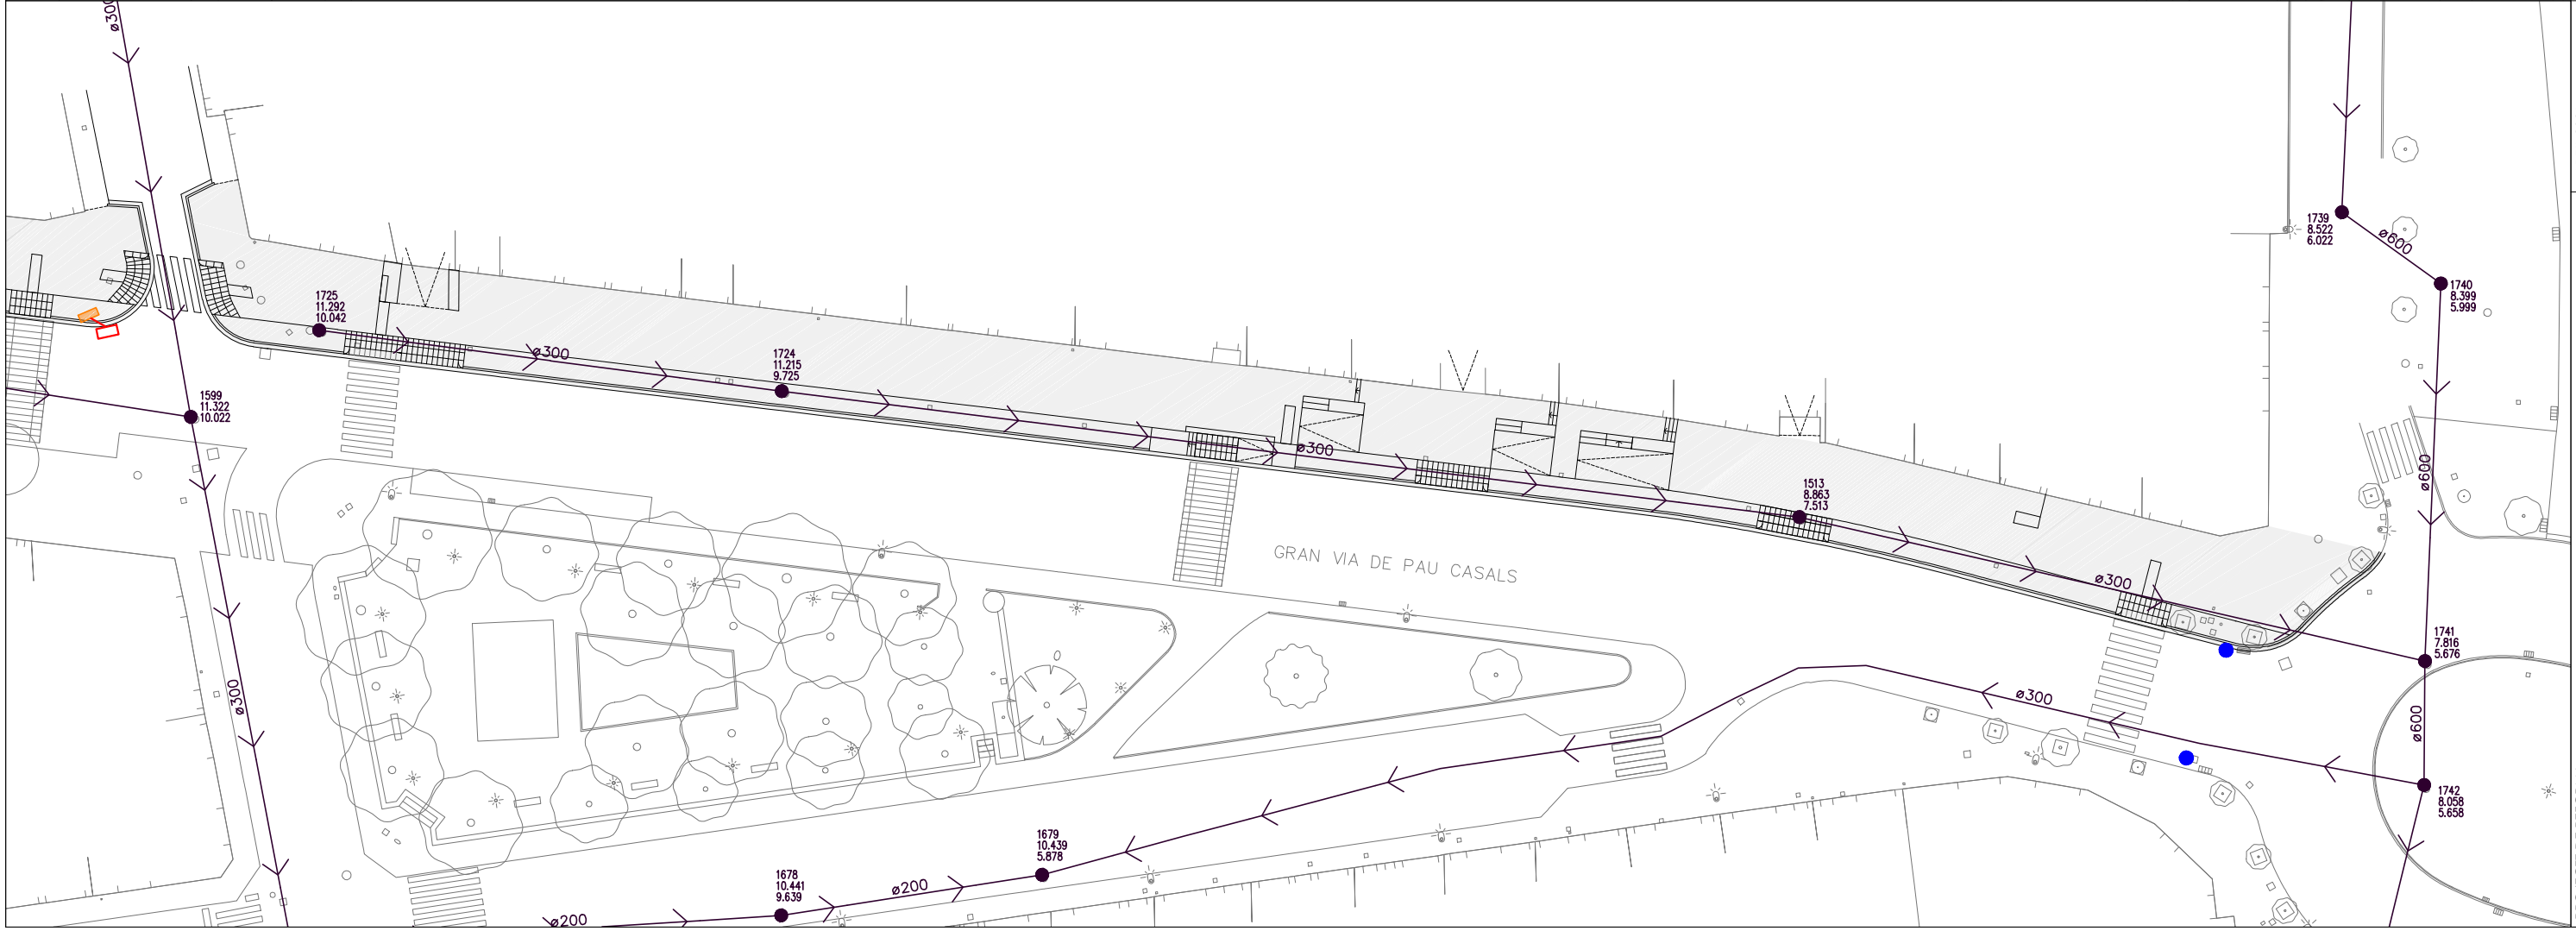 ø300
1739
8.522
6.022
ø600
1740
8.399
5.999
1725
11.292
10.042
ø300
1724
11.215
9.725
1599
11.322
10.022
ø300
ø600
1513
8.863
7.513
GRAN VIA DE PAU CASALS
ø300
1741
7.816
5.676
ø300
ø300
ø600
1742
8.058
5.658
1679
10.439
5.878
1678
10.441
9.639
ø200
ø200